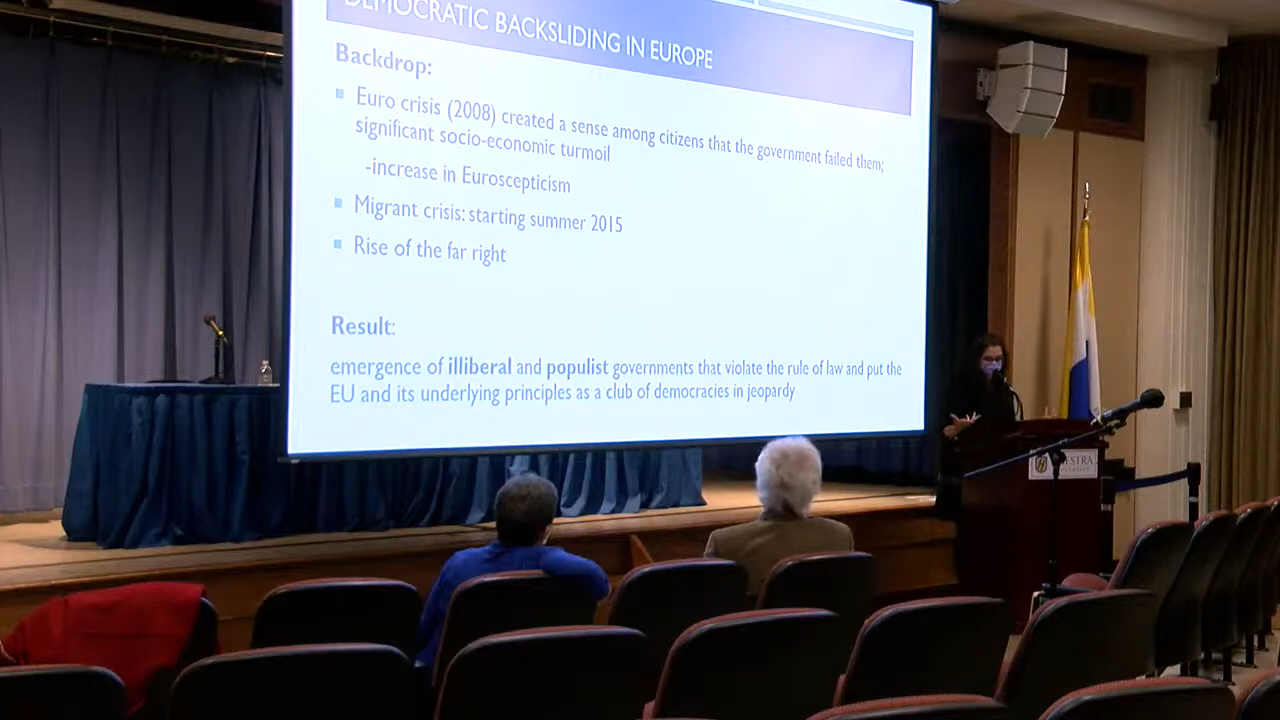 DEMOCRATIC BACKSLIDING IN EUROPE
Backdrop:
Euro crisis (2008) created a sense among citizens that the government failed them;
significant socio-economic turmoil
-increase in Euroscepticism
Migrant crisis: starting summer 2015
Rise of the far right
Result:
emergence of illiberal and populist governments that violate the rule of law and put the
EU and its underlying principles as a club of democracies in jeopardy